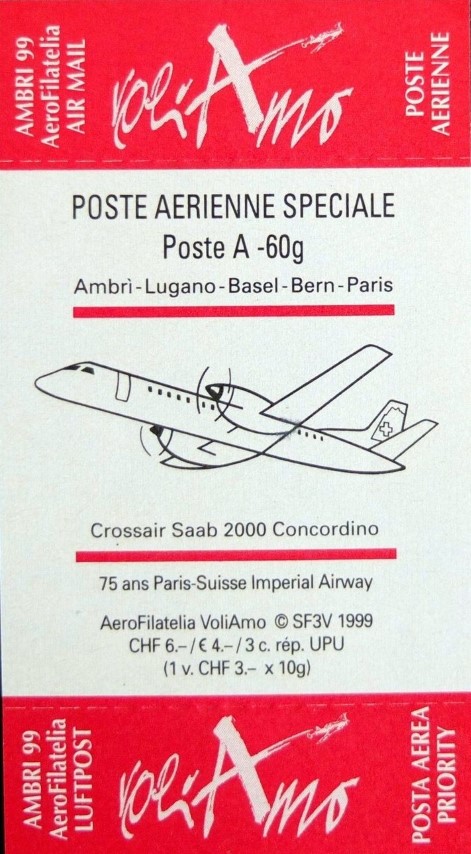 AMBRI 99
AeroFilatelia
AIR MAIL
VoliAmo
POSTE
AERIENNE
POSTE AERIENNE SPECIALE
Poste A -60g
Ambrì-Lugano-Basel-Bern-Paris
Crossair Saab 2000 Concordino
75 ans Paris-Suisse Imperial Airway
AeroFilatelia VoliAmo © SF3V 1999
CHF 6.–/€ 4.–/3 c. rép. UPU
(1 v. CHF 3.– x 10g)
AMBRI 99
AeroFilatelia
LUFTPOST
VoliAmo
POSTA AEREA
PRIORITY